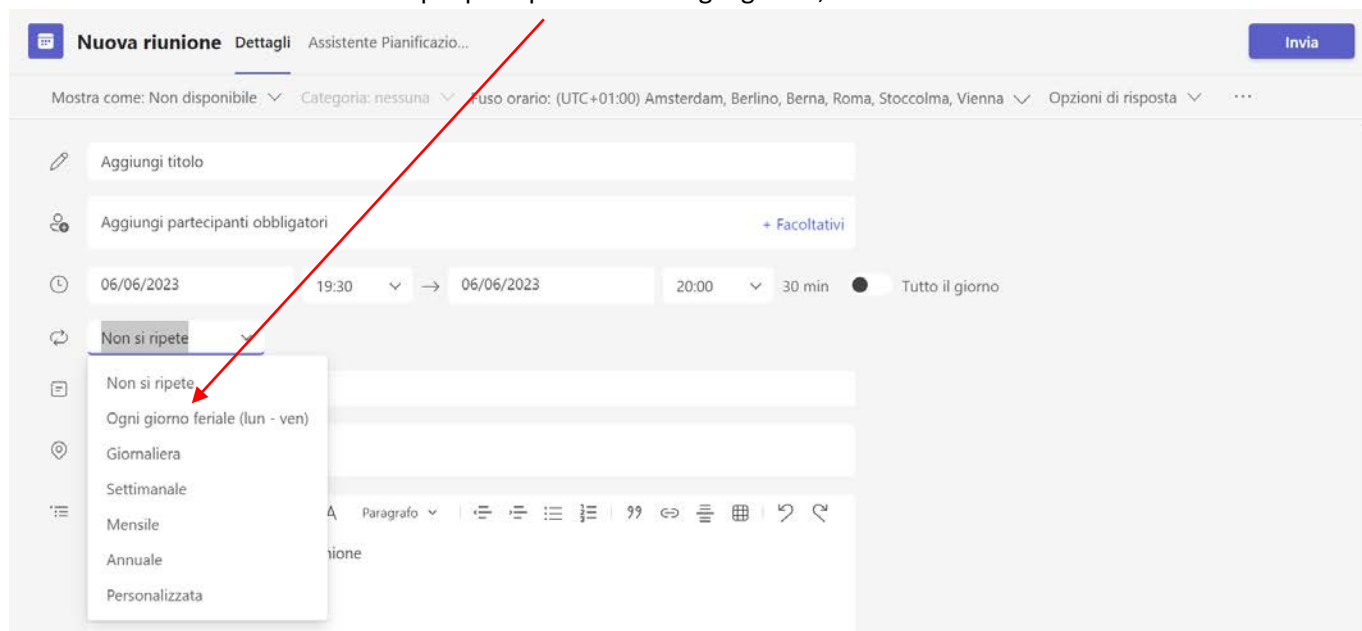 Nuova riunione Dettagli Assistente Pianificazio...
Invia
Mostra come: Non disponibile Categoria: nessuna Fuso orario: (UTC+01:00) Amsterdam, Berlino, Berna, Roma, Stoccolma, Vienna Opzioni di risposta ...
Aggiungi titolo
Aggiungi partecipanti obbligatori + Facoltativi
06/06/2023 19:30 → 06/06/2023 20:00 30 min Tutto il giorno
Non si ripete
Non si ripete
Ogni giorno feriale (lun - ven)
Giornaliera
Settimanale
Mensile
Paragrafo
Annuale
Personalizzata